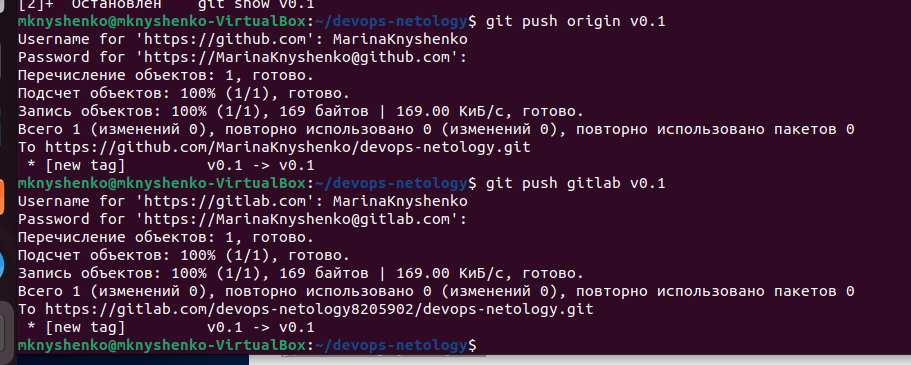 [2]+  Остановлен    git show v0.1
mknyshenko@mknyshenko-VirtualBox:~/devops-netology$ git push origin v0.1
Username for 'https://github.com': MarinaKnyshenko
Password for 'https://MarinaKnyshenko@github.com':
Перечисление объектов: 1, готово.
Подсчет объектов: 100% (1/1), готово.
Запись объектов: 100% (1/1), 169 байтов | 169.00 КиБ/с, готово.
Всего 1 (изменений 0), повторно использовано 0 (изменений 0), повторно использовано пакетов 0
To https://github.com/MarinaKnyshenko/devops-netology.git
 * [new tag]         v0.1 -> v0.1
mknyshenko@mknyshenko-VirtualBox:~/devops-netology$ git push gitlab v0.1
Username for 'https://gitlab.com': MarinaKnyshenko
Password for 'https://MarinaKnyshenko@gitlab.com':
Перечисление объектов: 1, готово.
Подсчет объектов: 100% (1/1), готово.
Запись объектов: 100% (1/1), 169 байтов | 169.00 КиБ/с, готово.
Всего 1 (изменений 0), повторно использовано 0 (изменений 0), повторно использовано пакетов 0
To https://gitlab.com/devops-netology8205902/devops-netology.git
 * [new tag]         v0.1 -> v0.1
mknyshenko@mknyshenko-VirtualBox:~/devops-netology$